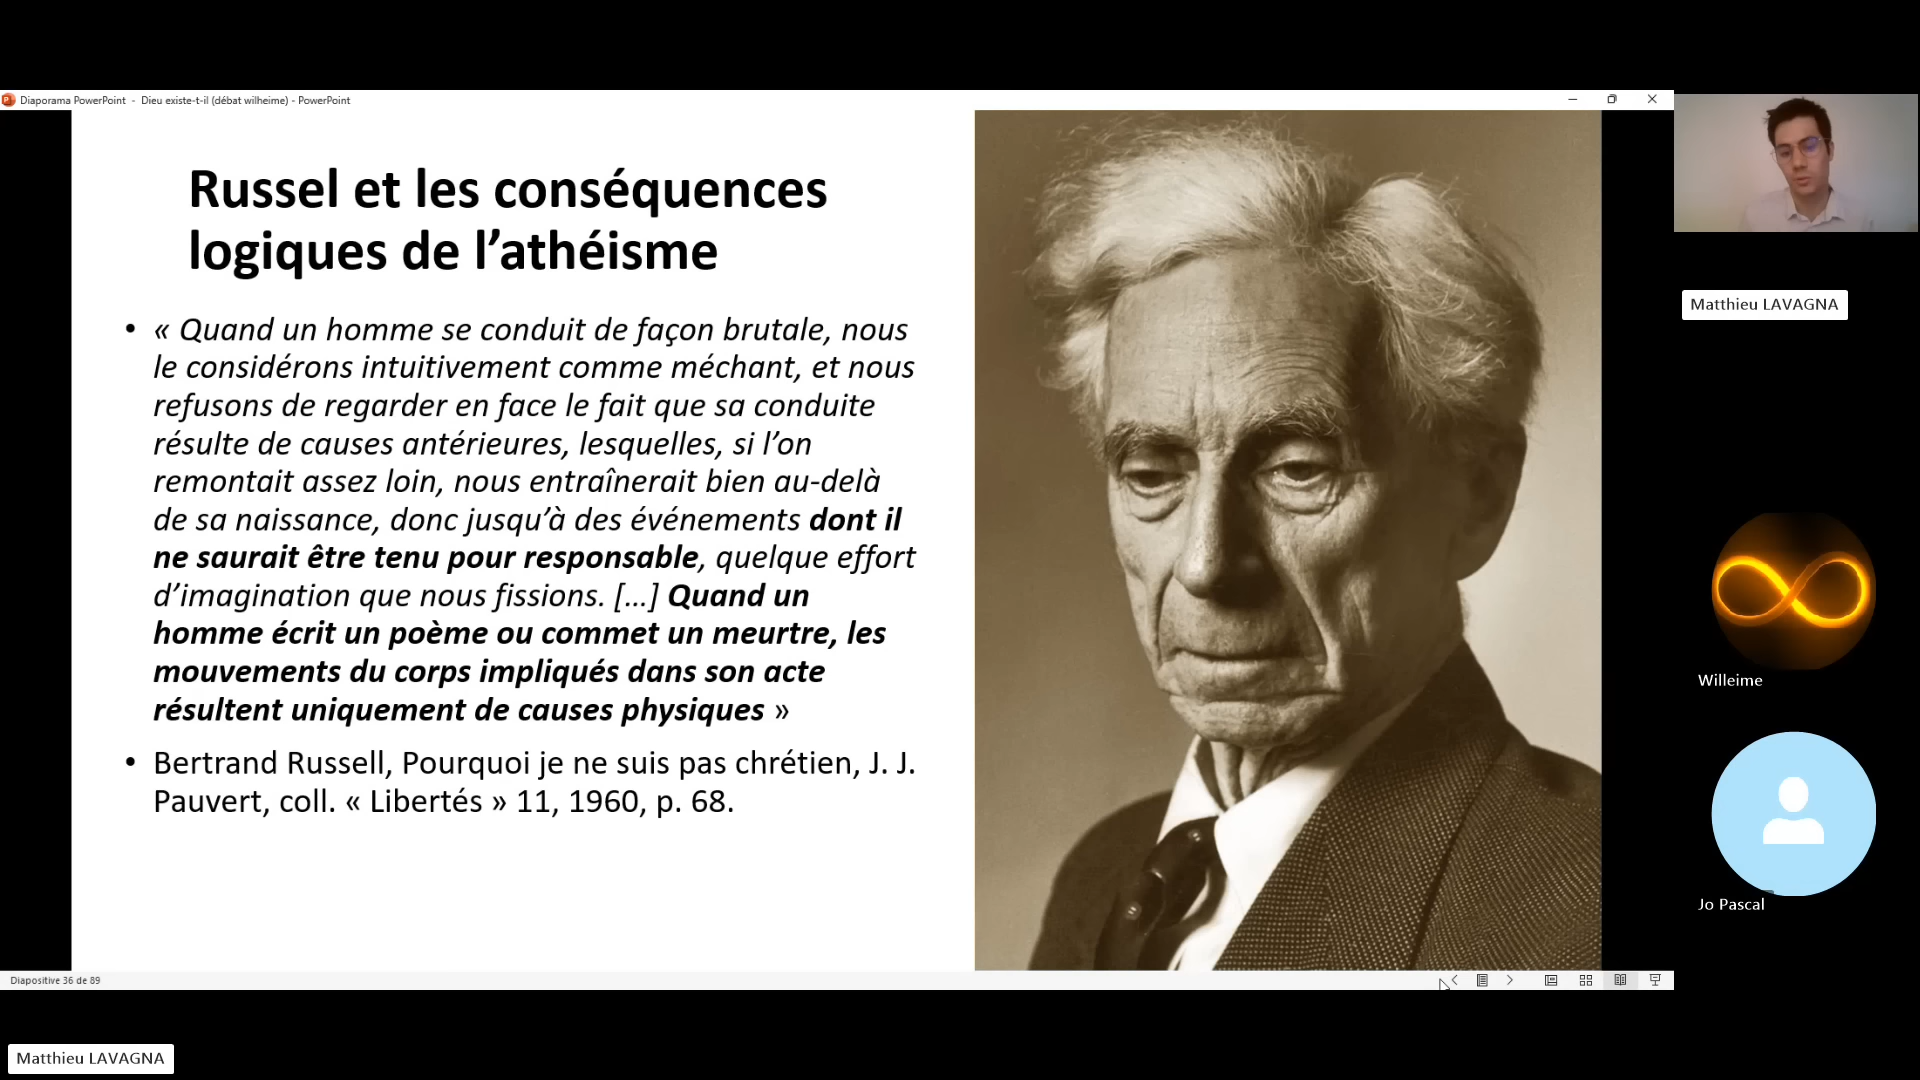 Diaporama PowerPoint - Dieu existe-t-il (débat wilheime) - PowerPoint
Russel et les conséquences
logiques de l’athéisme
• « Quand un homme se conduit de façon brutale, nous
le considérons intuitivement comme méchant, et nous
refusons de regarder en face le fait que sa conduite
résulte de causes antérieures, lesquelles, si l’on
remontait assez loin, nous entraînerait bien au-delà
de sa naissance, donc jusqu’à des événements dont il
ne saurait être tenu pour responsable, quelque effort
d’imagination que nous fissions. [...] Quand un
homme écrit un poème ou commet un meurtre, les
mouvements du corps impliqués dans son acte
résultent uniquement de causes physiques »
• Bertrand Russell, Pourquoi je ne suis pas chrétien, J. J.
Pauvert, coll. « Libertés » 11, 1960, p. 68.
Diapositive 36 de 89
Matthieu LAVAGNA
Willeime
Jo Pascal
Matthieu LAVAGNA